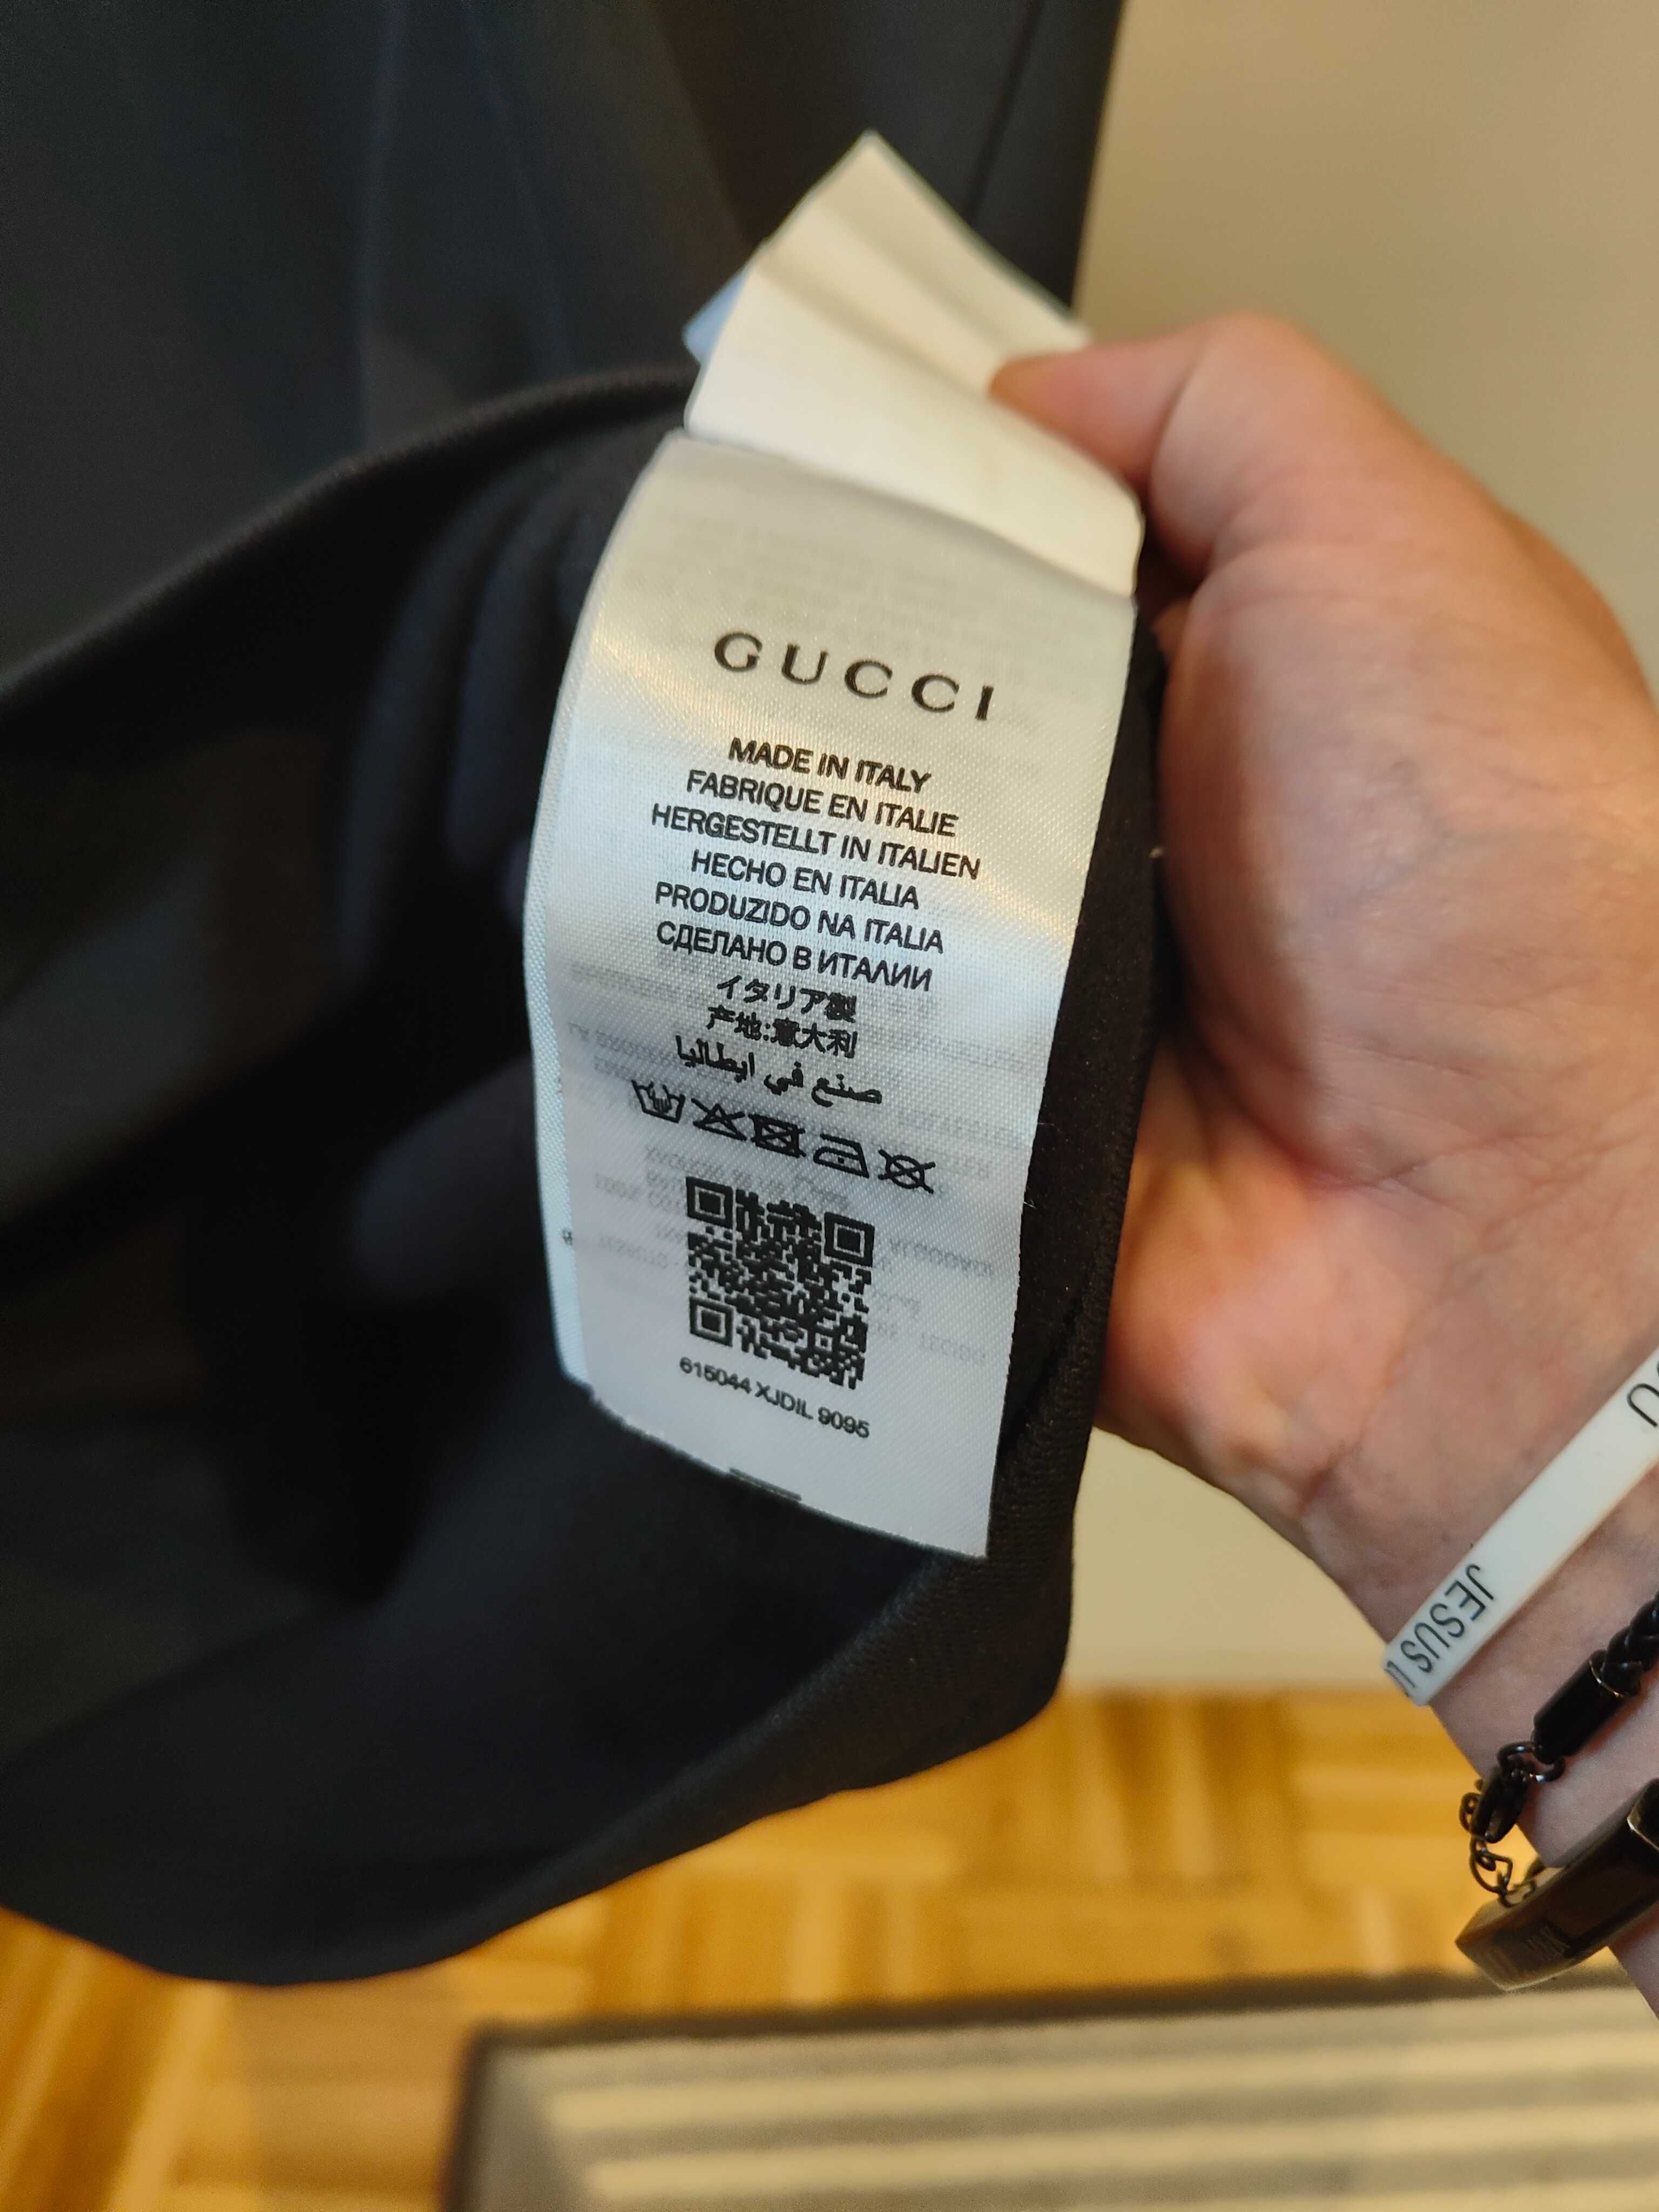 GUCCI
MADE IN ITALY
FABRIQUE EN ITALIE
HERGESTELLT IN ITALIEN
HECHO EN ITALIA
PRODUZIDO NA ITALIA
СДЕЛАНО В ИТАЛИИ
イタリア製
产地:意大利
صنع في ايطاليا
615044 XJDIL 9095
JESUS